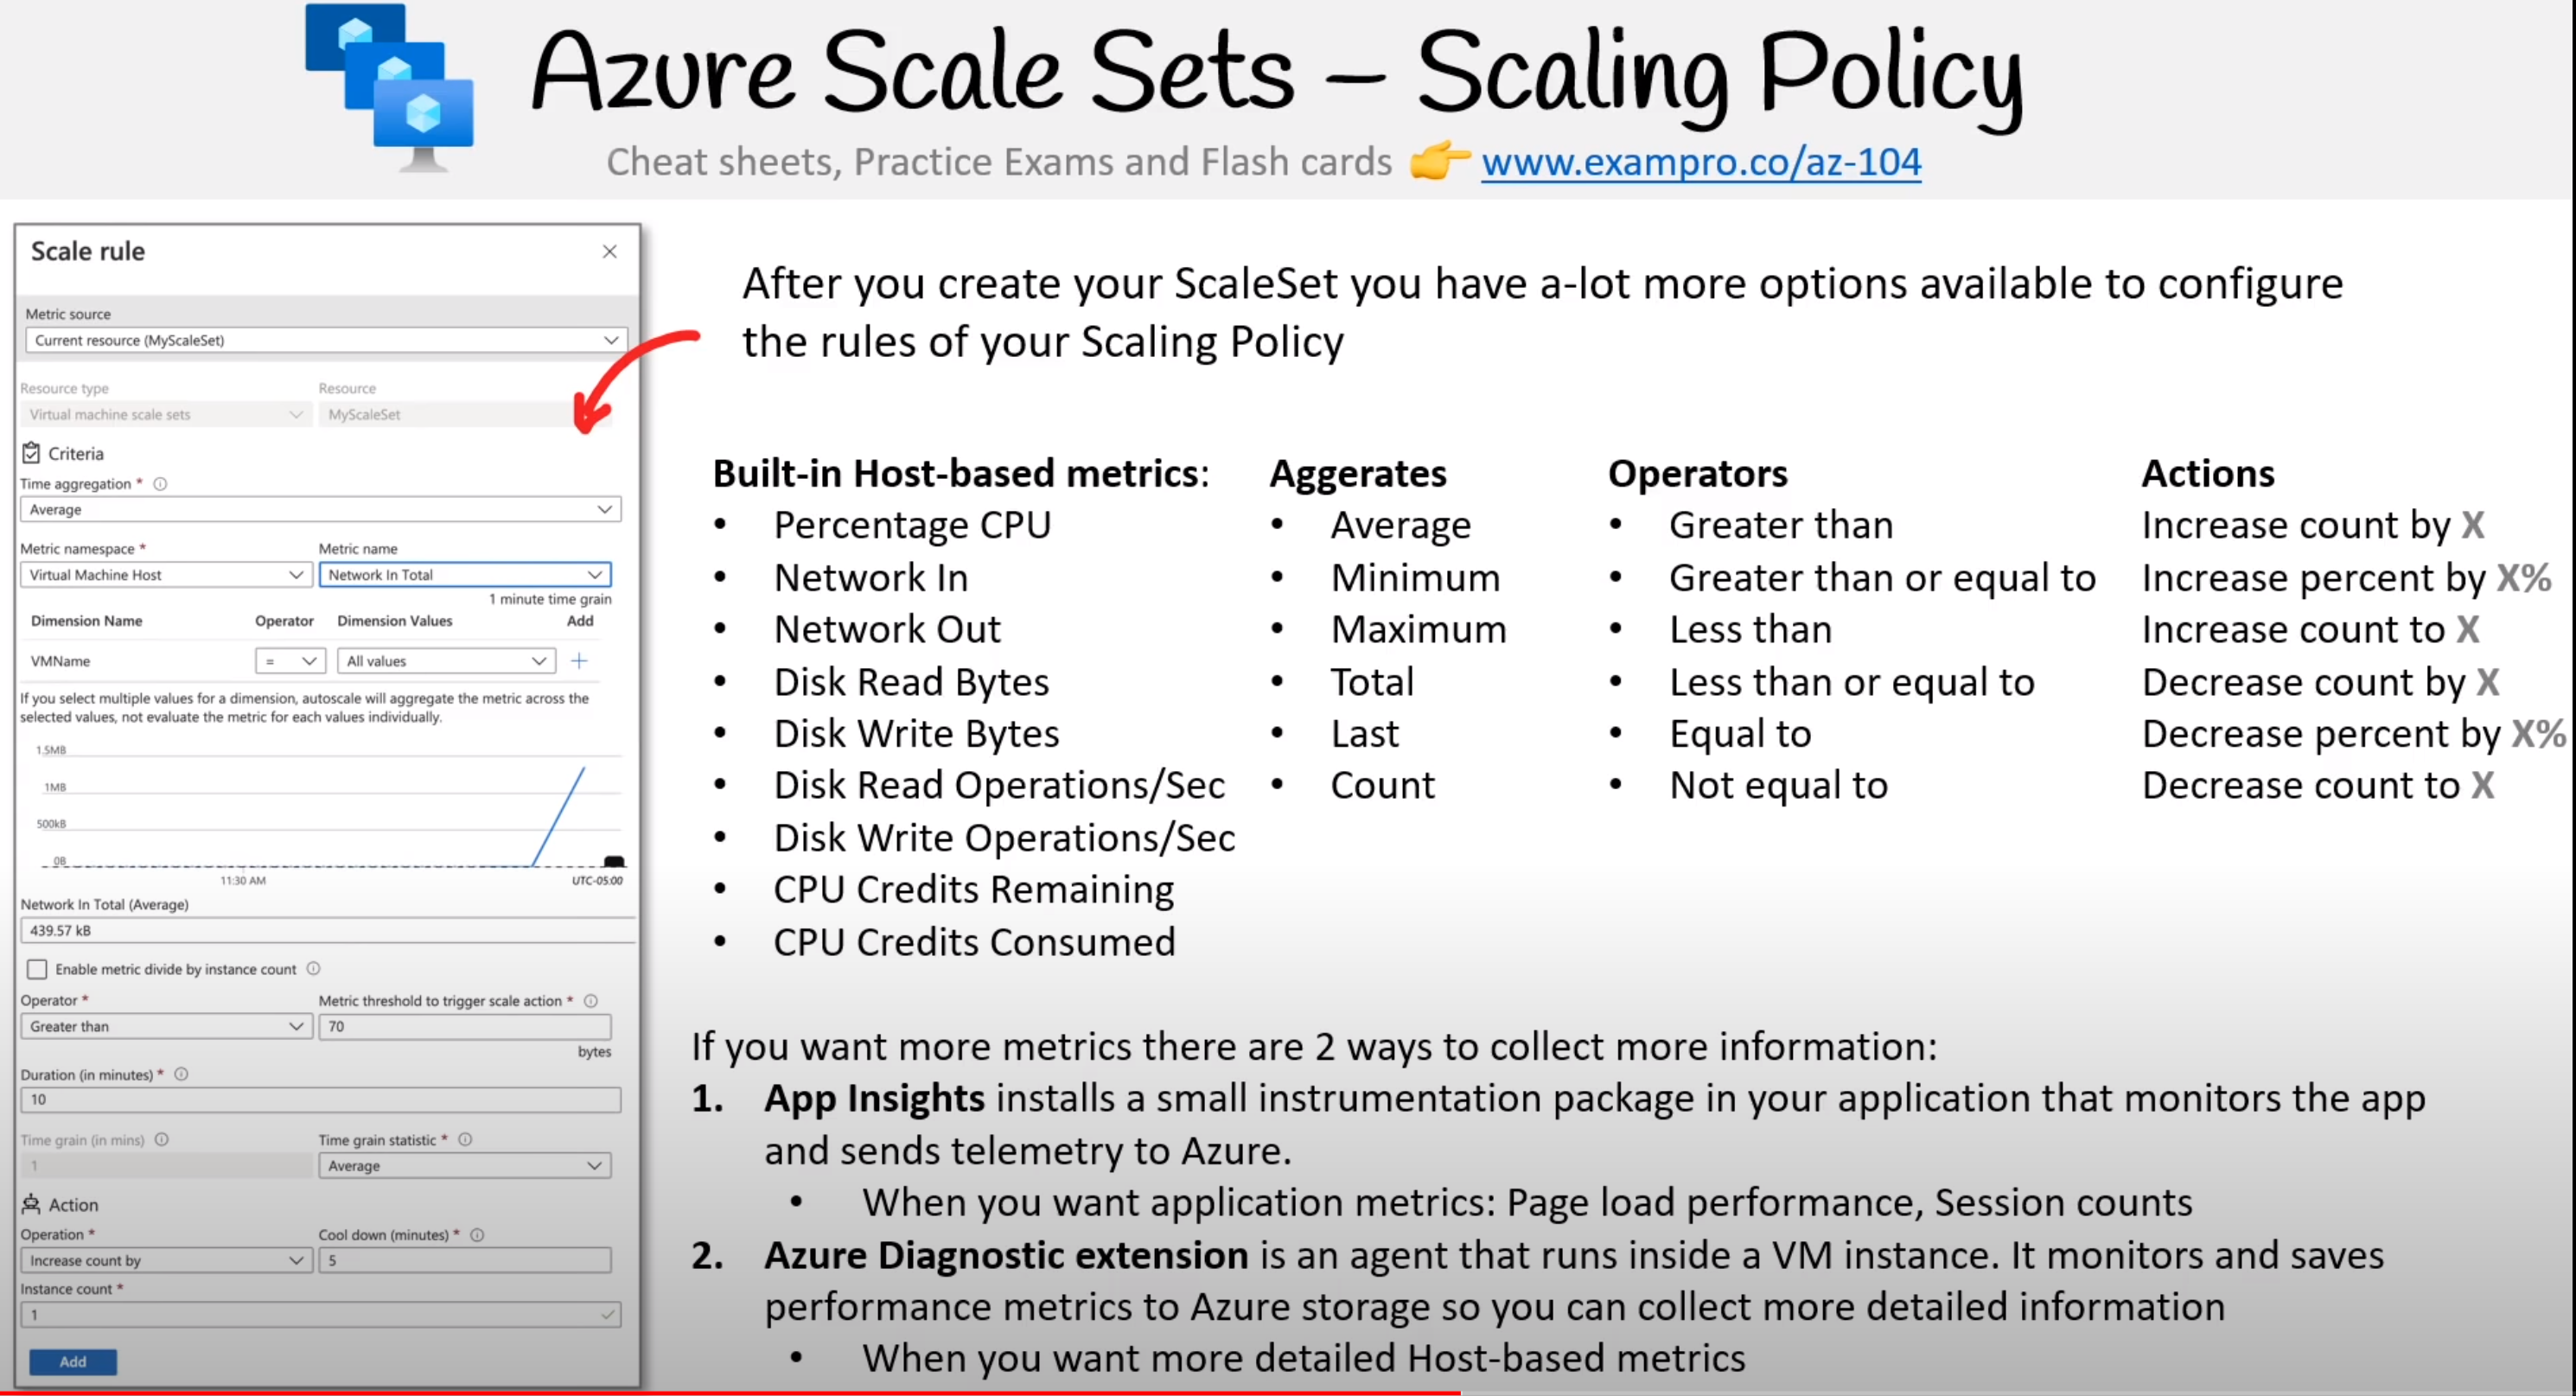 Azure Scale Sets – Scaling Policy
Cheat sheets, Practice Exams and Flash cards 👉 www.exampro.co/az-104
Scale rule
Metric source
Current resource (MyScaleSet)
Resource type Resource
Virtual machine scale sets MyScaleSet
Criteria
Time aggregation *
Average
Metric namespace * Metric name
Virtual Machine Host Network In Total
1 minute time grain
Dimension Name Operator Dimension Values Add
VMName = All values +
If you select multiple values for a dimension, autoscale will aggregate the metric across the
selected values, not evaluate the metric for each values individually.
1.5MB
1MB
500kB
0B
11:30 AM UTC-05:00
Network In Total (Average)
439.57 kB
Enable metric divide by instance count
Operator * Metric threshold to trigger scale action *
Greater than 70
bytes
Duration (in minutes) *
10
Time grain (in mins) Time grain statistic *
1 Average
Action
Operation * Cool down (minutes) *
Increase count by 5
Instance count *
1
Add
After you create your ScaleSet you have a-lot more options available to configure
the rules of your Scaling Policy
Built-in Host-based metrics:
• Percentage CPU
• Network In
• Network Out
• Disk Read Bytes
• Disk Write Bytes
• Disk Read Operations/Sec
• Disk Write Operations/Sec
• CPU Credits Remaining
• CPU Credits Consumed
Aggerates
• Average
• Minimum
• Maximum
• Total
• Last
• Count
Operators
• Greater than
• Greater than or equal to
• Less than
• Less than or equal to
• Equal to
• Not equal to
Actions
Increase count by X
Increase percent by X%
Increase count to X
Decrease count by X
Decrease percent by X%
Decrease count to X
If you want more metrics there are 2 ways to collect more information:
1. App Insights installs a small instrumentation package in your application that monitors the app
and sends telemetry to Azure.
• When you want application metrics: Page load performance, Session counts
2. Azure Diagnostic extension is an agent that runs inside a VM instance. It monitors and saves
performance metrics to Azure storage so you can collect more detailed information
• When you want more detailed Host-based metrics